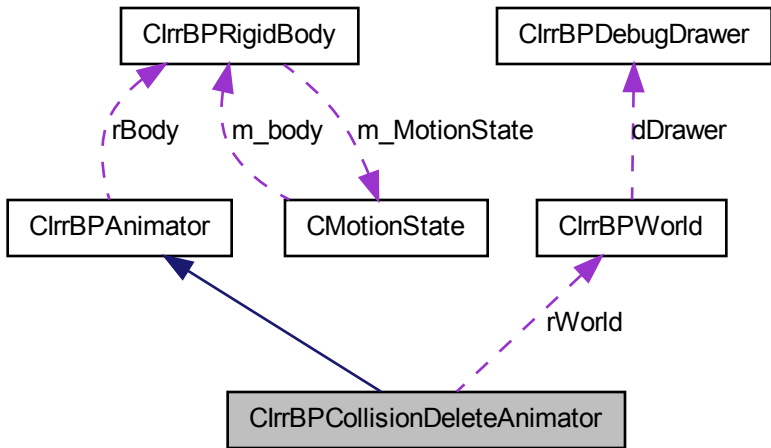 CIrrBPRigidBody
CIrrBPDebugDrawer
rBody
m_body
m_MotionState
dDrawer
CIrrBPAnimator
CMotionState
CIrrBPWorld
rWorld
CIrrBPCollisionDeleteAnimator